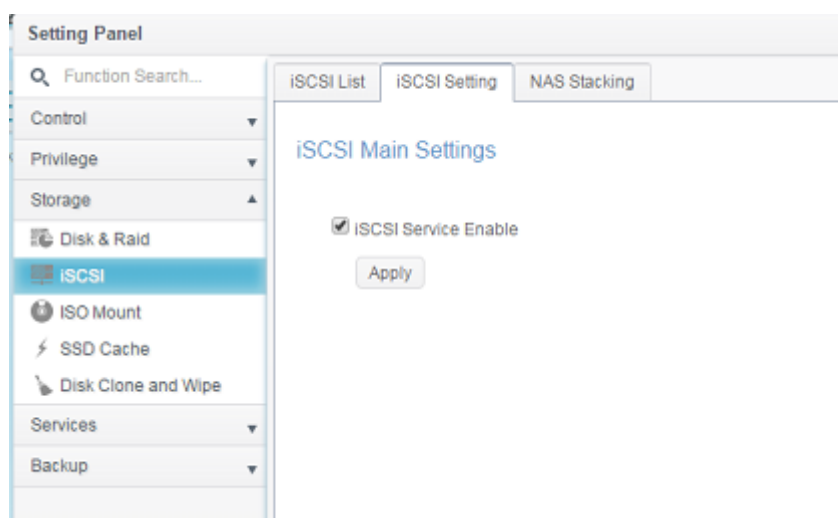 Setting Panel
Function Search...
Control
Privilege
Storage
Disk & Raid
iSCSI
ISO Mount
SSD Cache
Disk Clone and Wipe
Services
Backup
iSCSI List
iSCSI Setting
NAS Stacking
iSCSI Main Settings
iSCSI Service Enable
Apply